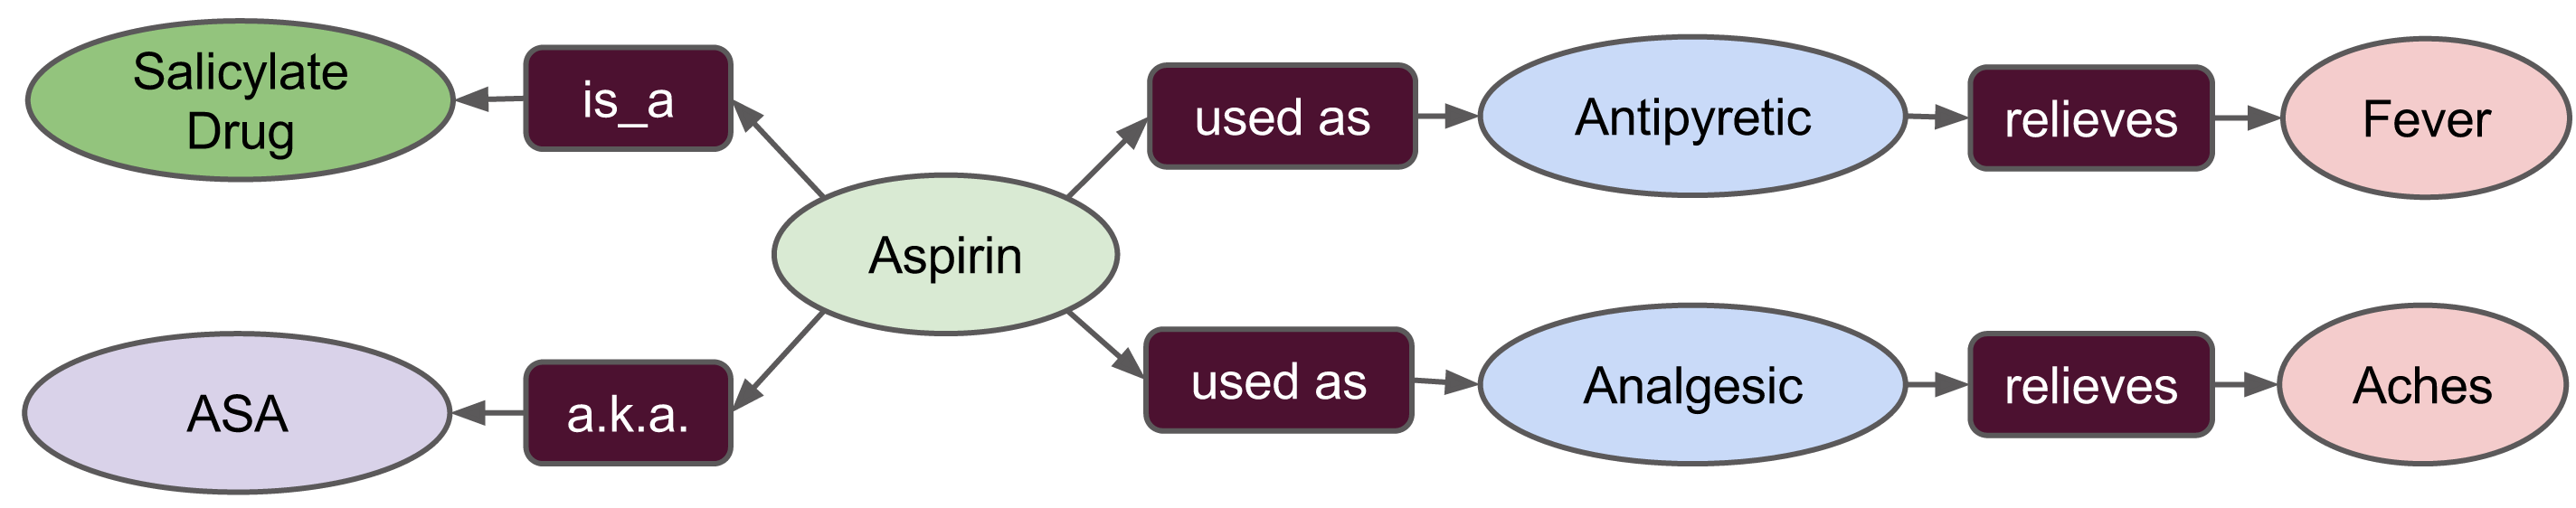 Salicylate
Drug
is_a
used as
Antipyretic
relieves
Fever
Aspirin
ASA
a.k.a.
used as
Analgesic
relieves
Aches